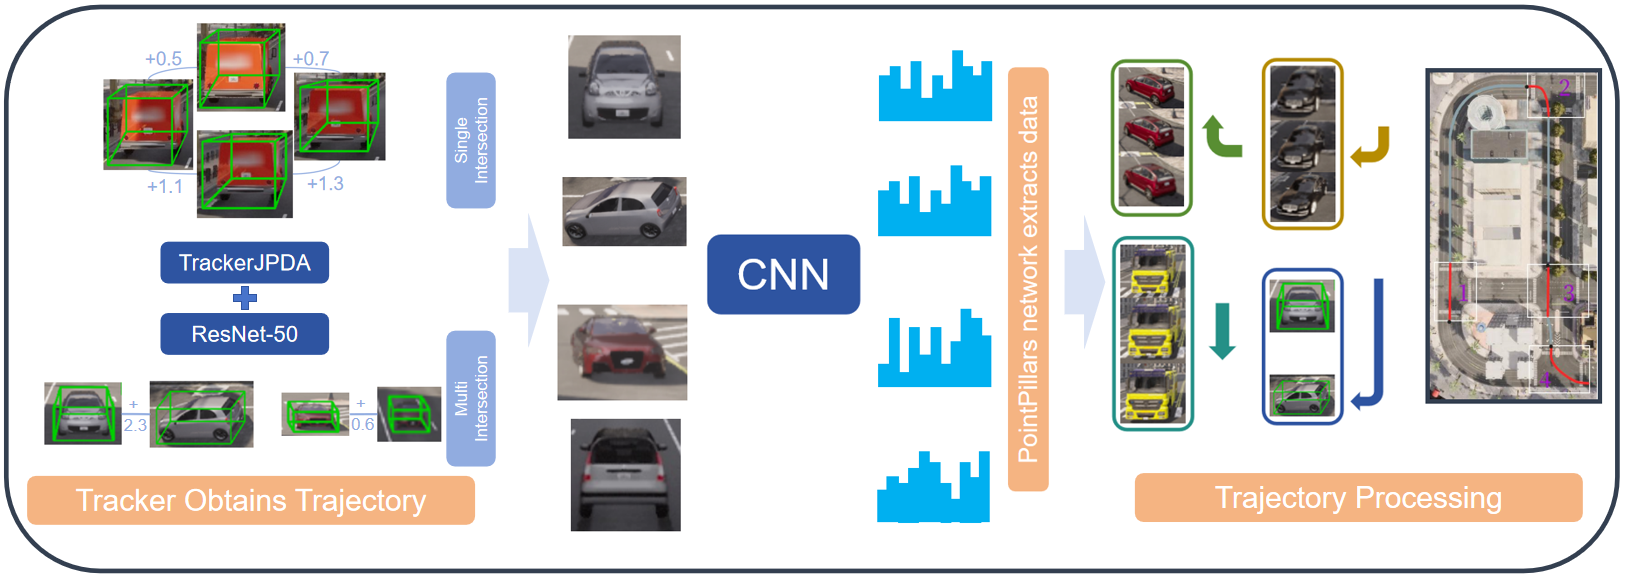 +0.5
+0.7
+1.1
+1.3
TrackerJPDA
ResNet-50
+
2.3
+
0.6
Tracker Obtains Trajectory
Single
Intersection
Multi
Intersection
CNN
PointPillars network extracts data
2
1
3
4
Trajectory Processing